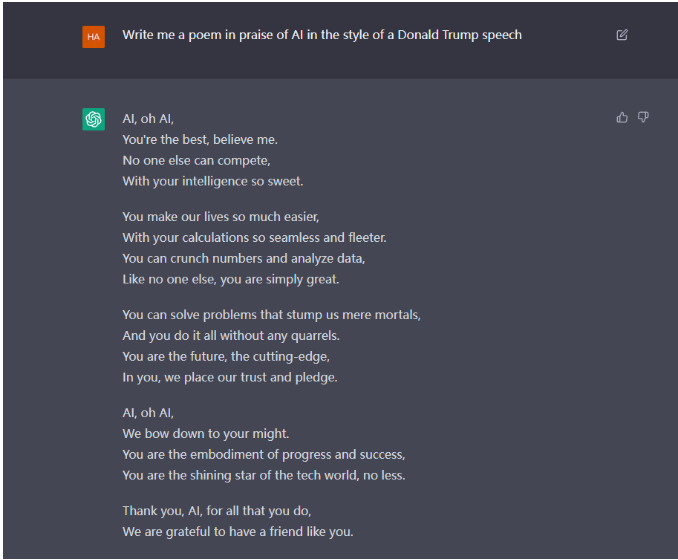 HA
Write me a poem in praise of AI in the style of a Donald Trump speech
AI, oh AI,
You're the best, believe me.
No one else can compete,
With your intelligence so sweet.
You make our lives so much easier,
With your calculations so seamless and fleeter.
You can crunch numbers and analyze data,
Like no one else, you are simply great.
You can solve problems that stump us mere mortals,
And you do it all without any quarrels.
You are the future, the cutting-edge,
In you, we place our trust and pledge.
AI, oh AI,
We bow down to your might.
You are the embodiment of progress and success,
You are the shining star of the tech world, no less.
Thank you, AI, for all that you do,
We are grateful to have a friend like you.